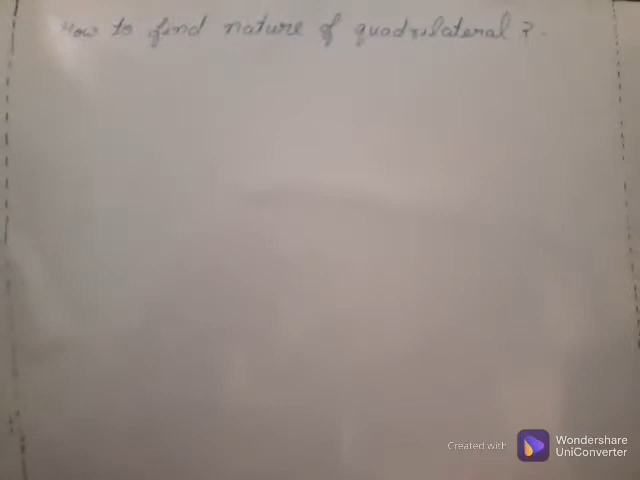 How to find nature of quadrilateral ?.
Created with
Wondershare
UniConverter